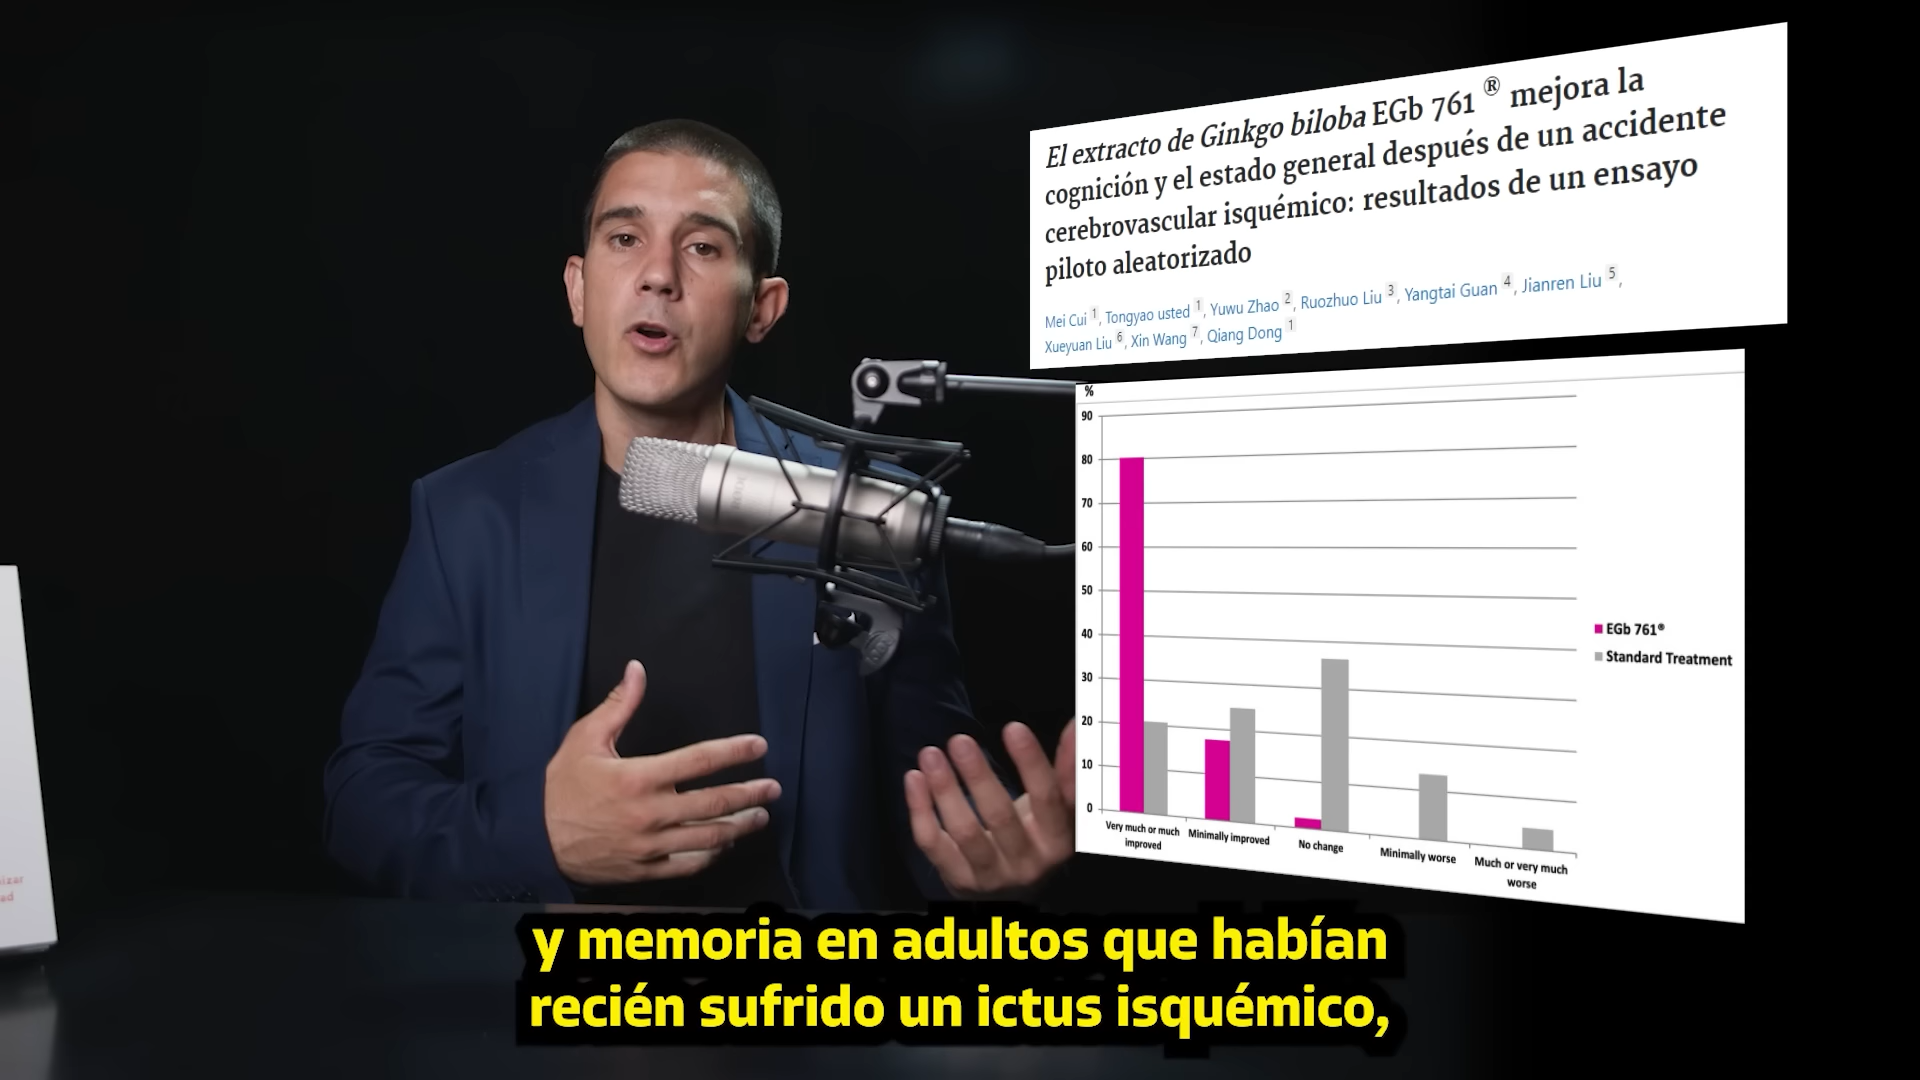 El extracto de Ginkgo biloba EGb 761 ® mejora la
cognición y el estado general después de un accidente
cerebrovascular isquémico: resultados de un ensayo
piloto aleatorizado
Mei Cui 1, Tongyao usted 1, Yuwu Zhao 2, Ruozhuo Liu 3, Yangtai Guan 4, Jianren Liu 5,
Xueyuan Liu 6, Xin Wang 7, Qiang Dong 1
%
90
80
70
60
50
40
30
20
10
0
Very much or much
improved
Minimally improved
No change
Minimally worse
Much or very much
worse
EGb 761®
Standard Treatment
y memoria en adultos que habían
recién sufrido un ictus isquémico,